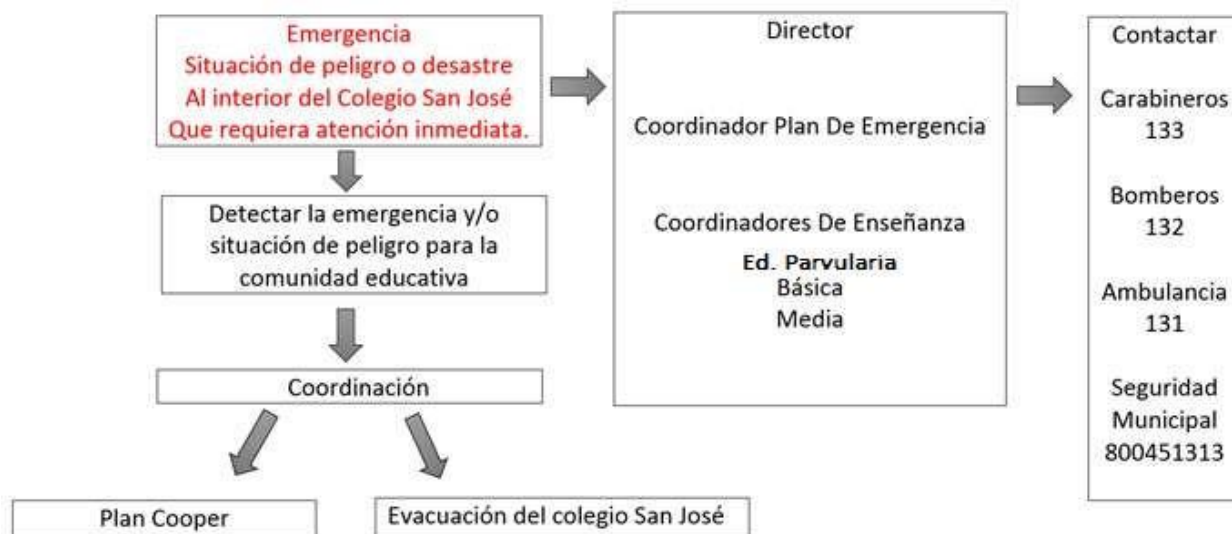 Emergencia
Situación de peligro o desastre
Al interior del Colegio San José
Que requiera atención inmediata.
Detectar la emergencia y/o
situación de peligro para la
comunidad educativa
Coordinación
Plan Cooper
Evacuación del colegio San José
Director
Coordinador Plan De Emergencia
Coordinadores De Enseñanza
Ed. Parvularia
Básica
Media
Contactar
Carabineros
133
Bomberos
132
Ambulancia
131
Seguridad
Municipal
800451313